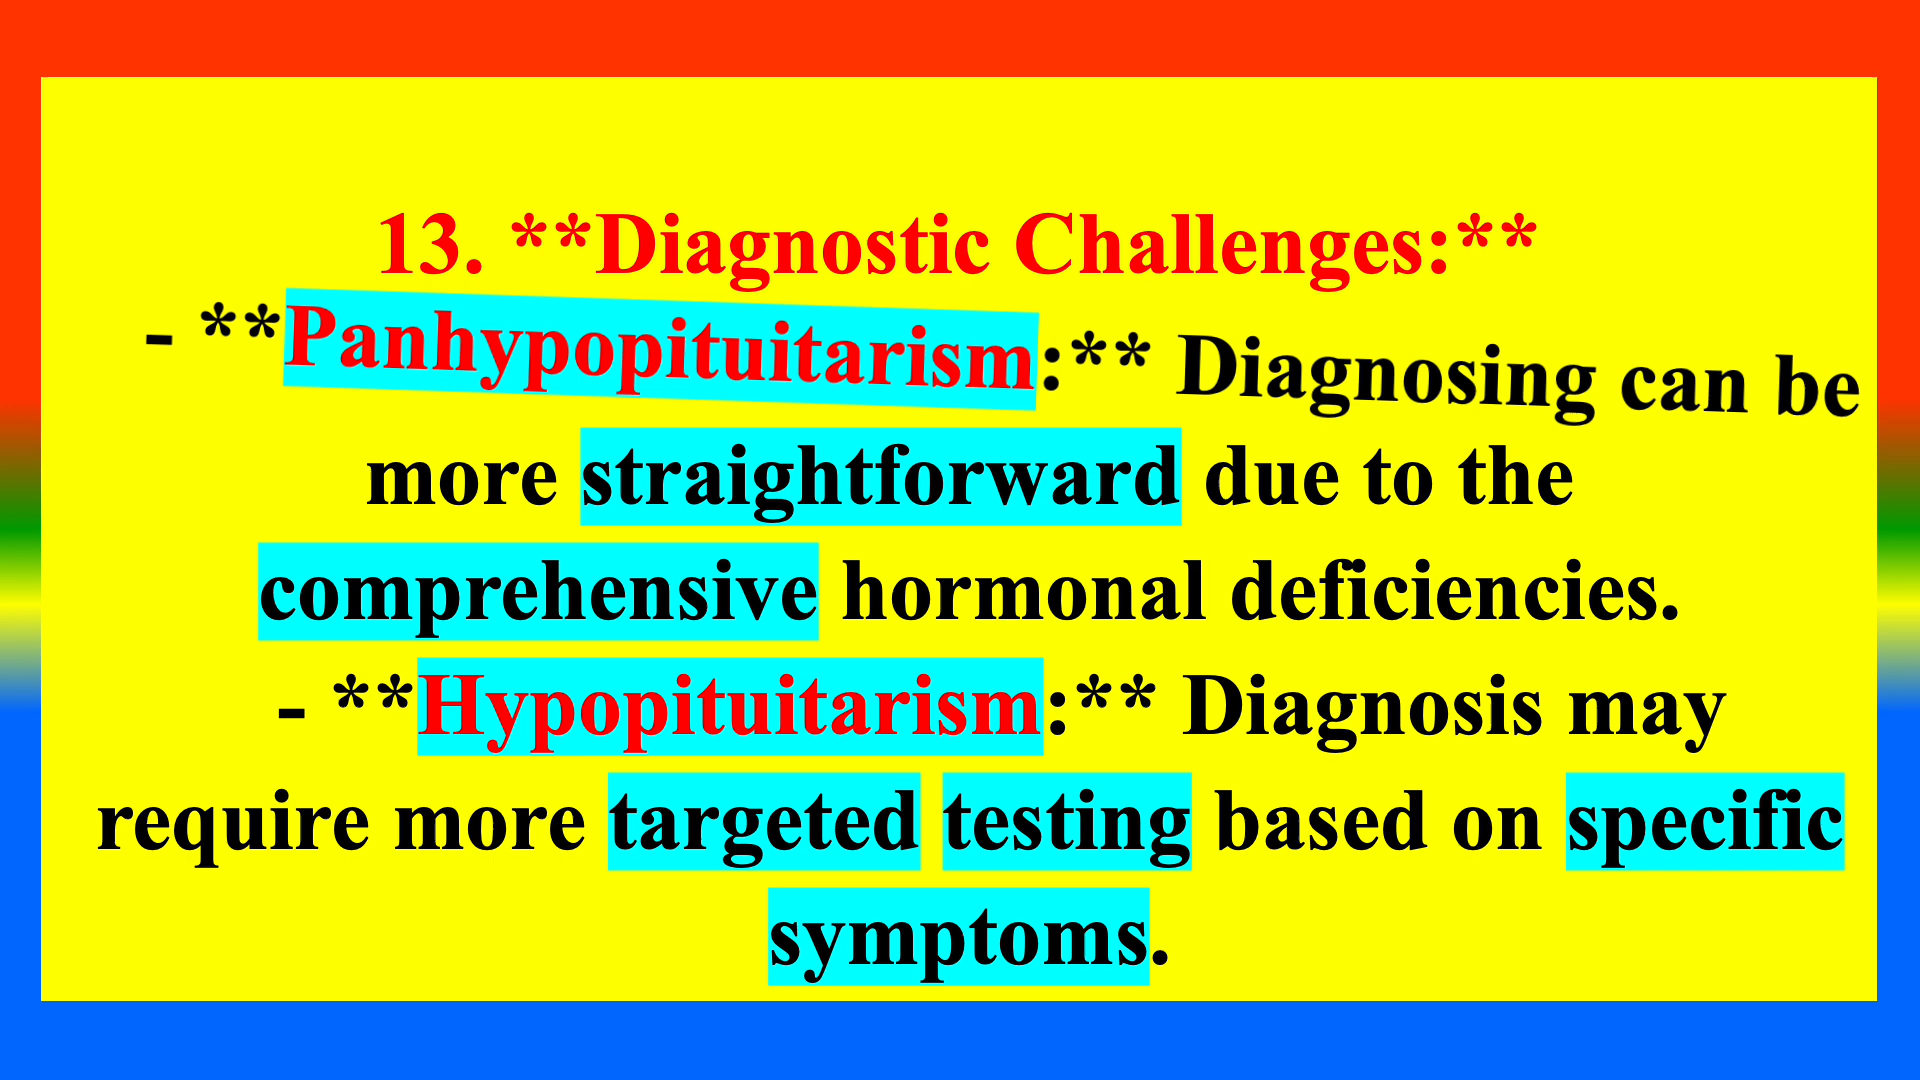 13. **Diagnostic Challenges:**
- **Panhypopituitarism:** Diagnosing can be
more straightforward due to the
comprehensive hormonal deficiencies.
- **Hypopituitarism:** Diagnosis may
require more targeted testing based on specific
symptoms.